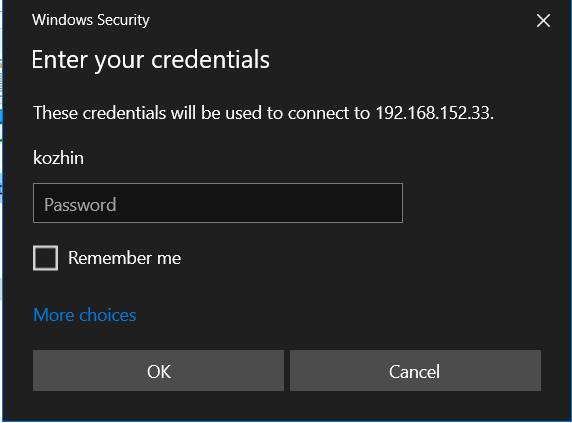 Windows Security
Enter your credentials
These credentials will be used to connect to 192.168.152.33.
kozhin
Password
Remember me
More choices
OK
Cancel